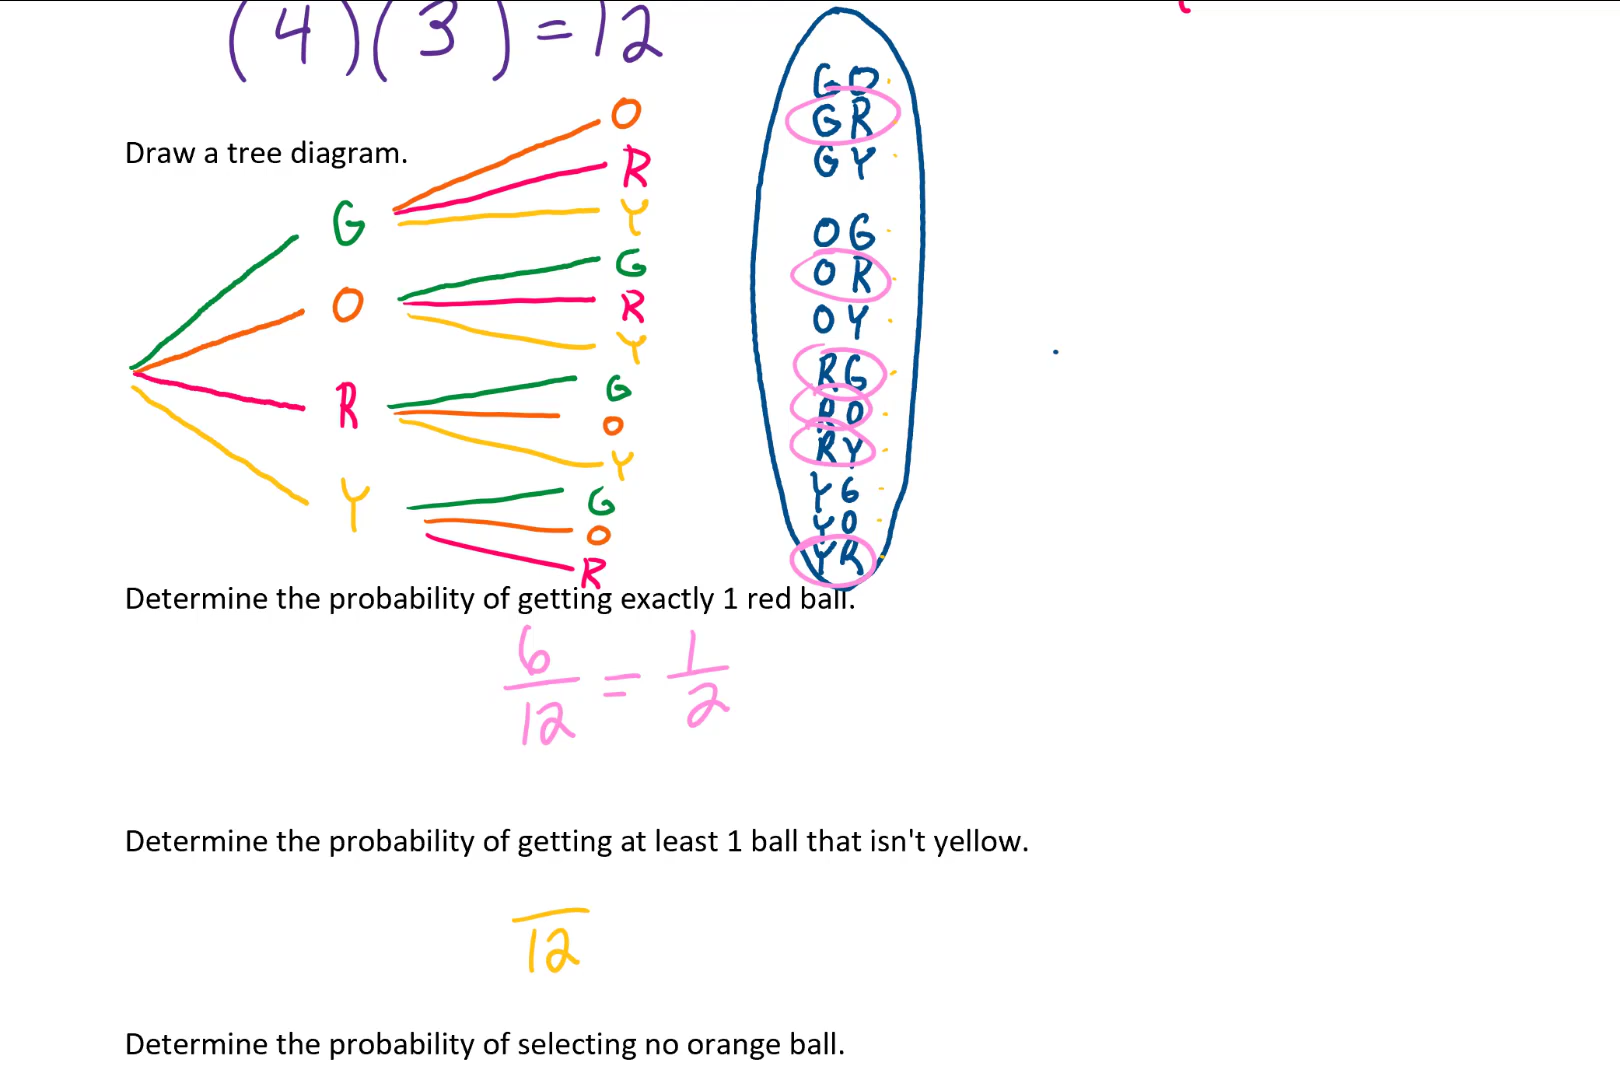 (4)(3)=12
Draw a tree diagram.
G
O
R
Y
O
R
Y
G
R
Y
G
O
Y
G
O
R
GO
GR
GY
OG
OR
OY
RG
RO
RY
YG
YO
YR
Determine the probability of getting exactly 1 red ball.
6/12 = 1/2
Determine the probability of getting at least 1 ball that isn't yellow.
/12
Determine the probability of selecting no orange ball.